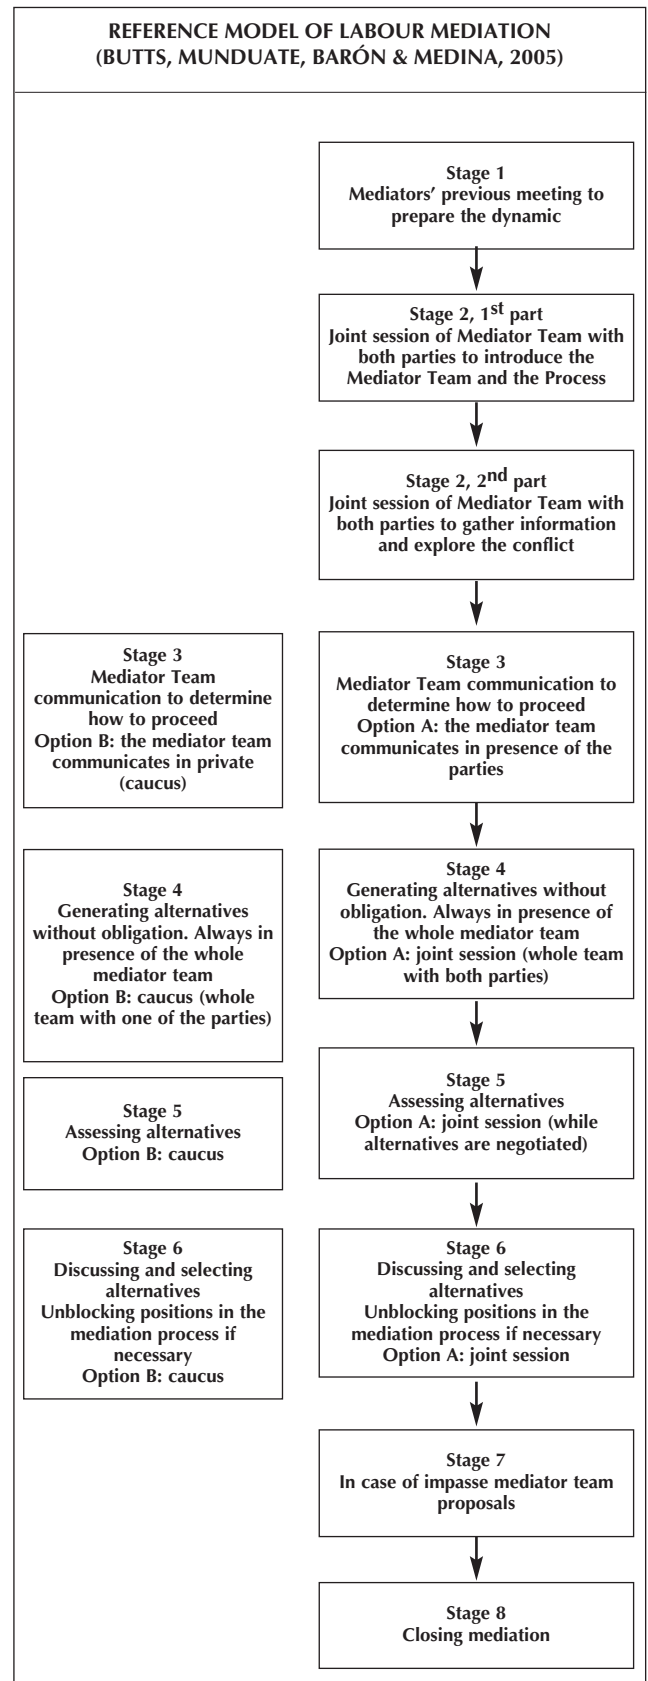 REFERENCE MODEL OF LABOUR MEDIATION
(BUTTS, MUNDUATE, BARÓN & MEDINA, 2005)
Stage 1
Mediators' previous meeting to
prepare the dynamic
Stage 2, 1st part
Joint session of Mediator Team with
both parties to introduce the
Mediator Team and the Process
Stage 2, 2nd part
Joint session of Mediator Team with
both parties to gather information
and explore the conflict
Stage 3
Mediator Team
communication to determine
how to proceed
Option B: the mediator team
communicates in private
(caucus)
Stage 3
Mediator Team communication to
determine how to proceed
Option A: the mediator team
communicates in presence of the
parties
Stage 4
Generating alternatives
without obligation. Always in
presence of the whole
mediator team
Option B: caucus (whole
team with one of the parties)
Stage 4
Generating alternatives without
obligation. Always in presence of
the whole mediator team
Option A: joint session (whole team
with both parties)
Stage 5
Assessing alternatives
Option B: caucus
Stage 5
Assessing alternatives
Option A: joint session (while
alternatives are negotiated)
Stage 6
Discussing and selecting
alternatives
Unblocking positions in the
mediation process if
necessary
Option B: caucus
Stage 6
Discussing and selecting
alternatives
Unblocking positions in the
mediation process if necessary
Option A: joint session
Stage 7
In case of impasse mediator team
proposals
Stage 8
Closing mediation